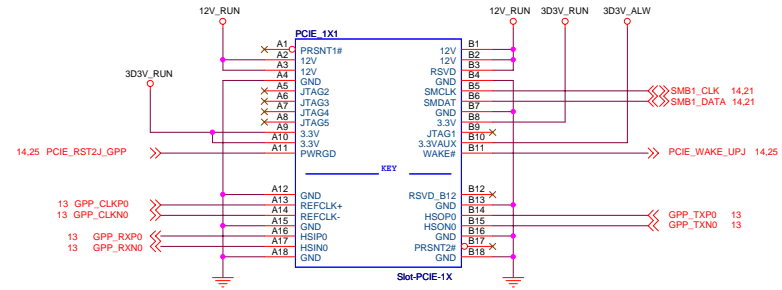 12V_RUN 12V_RUN 3D3V_RUN 3D3V_ALW
PCIE_1X1
A1 PRSNT1# 12V B1
A2 12V 12V B2
A3 12V RSVD B3
3D3V_RUN A4 GND GND B4
A5 JTAG2 SMCLK B5 SMB1_CLK 14,21
A6 JTAG3 SMDAT B6 SMB1_DATA 14,21
A7 JTAG4 GND B7
A8 JTAG5 3.3V B8
A9 3.3V JTAG1 B9
A10 3.3V 3.3VAUX B10
14,25 PCIE_RST2J_GPP A11 PWRGD WAKE# B11 PCIE_WAKE_UPJ 14,25
KEY
A12 GND RSVD_B12 B12
13 GPP_CLKP0 A13 REFCLK+ GND B13
13 GPP_CLKN0 A14 REFCLK- HSOP0 B14 GPP_TXP0 13
A15 GND HSON0 B15 GPP_TXN0 13
13 GPP_RXP0 A16 HSIP0 GND B16
13 GPP_RXN0 A17 HSIN0 PRSNT2# B17
A18 GND GND B18
Slot-PCIE-1X